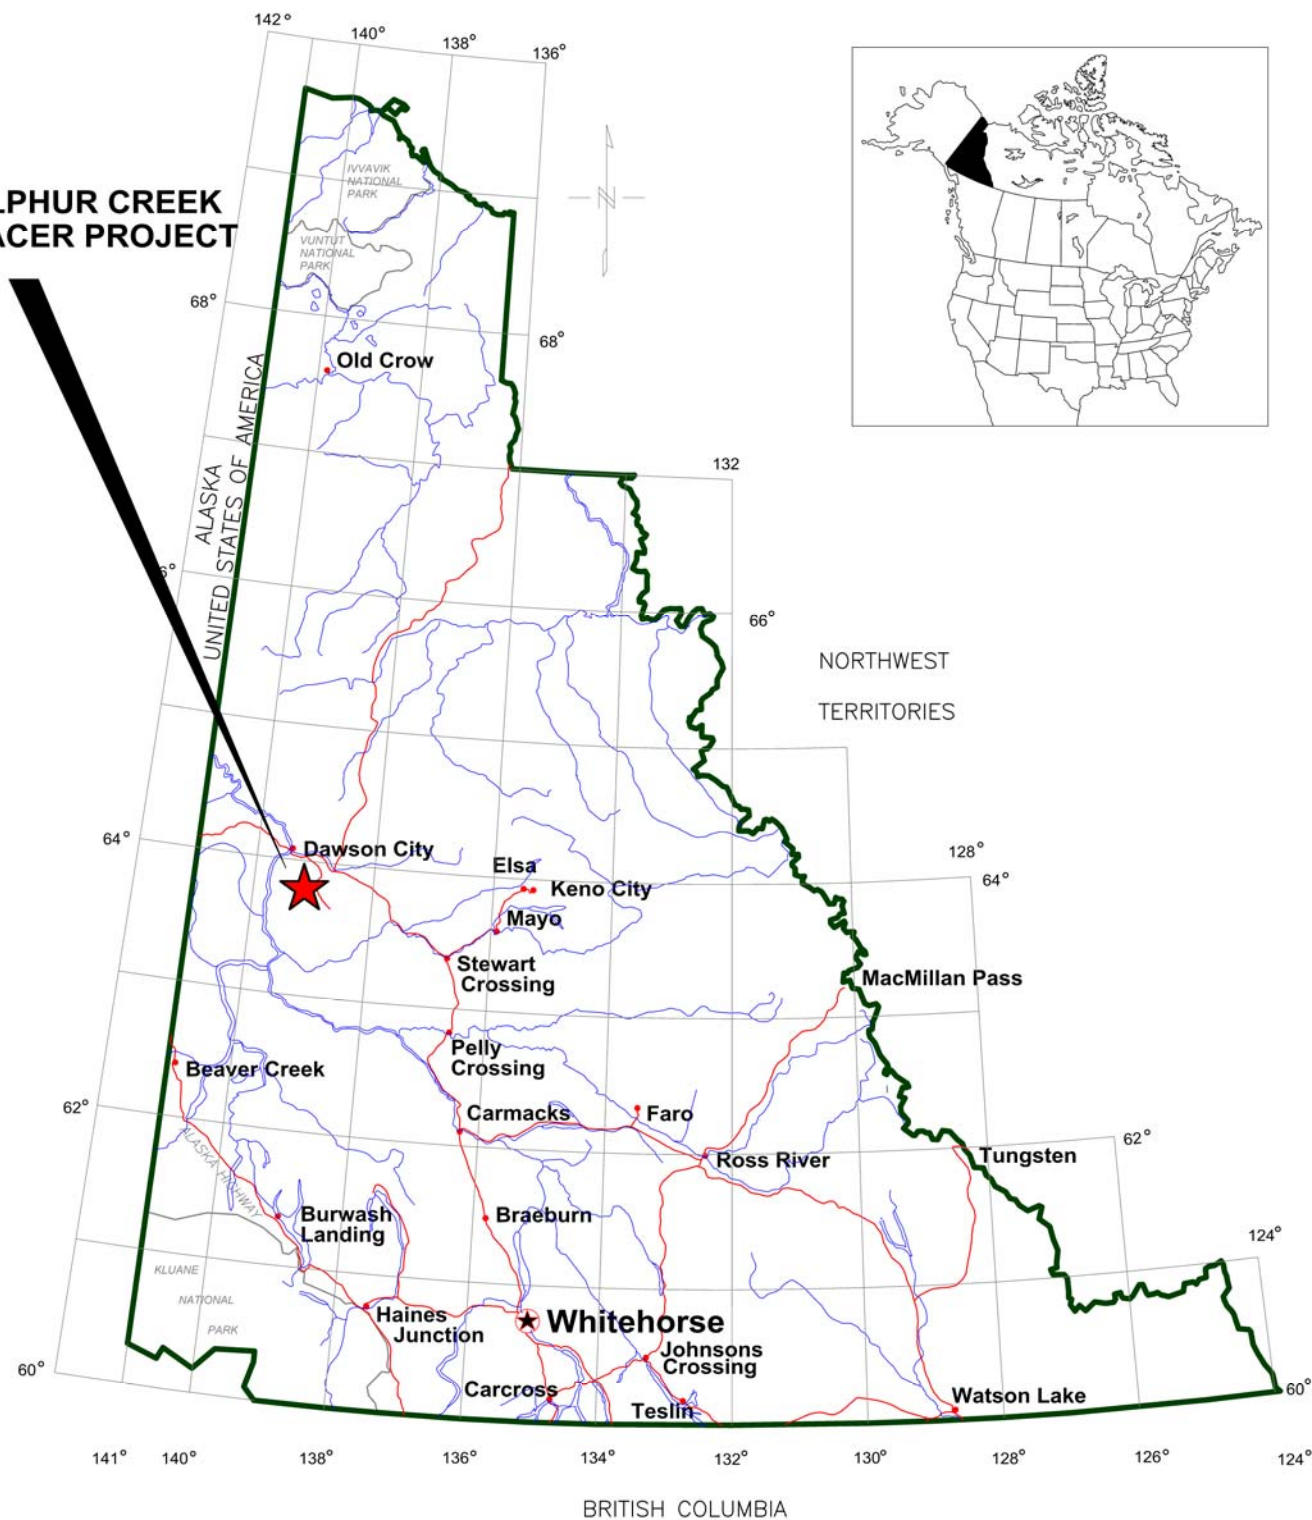 142°
140°
138°
136°
IVVAVIK
NATIONAL
PARK
N
LPHUR CREEK
ACER PROJECT
VUNTUT
NATIONAL
PARK
68°
68°
Old Crow
ALASKA
UNITED STATES OF AMERICA
132
66°
NORTHWEST
TERRITORIES
64°
Dawson City
128°
64°
Elsa
Keno City
Mayo
Stewart
Crossing
MacMillan Pass
Pelly
Crossing
Beaver Creek
62°
Carmacks
Faro
62°
ALASKA HIGHWAY
Ross River
Tungsten
Burwash
Landing
Braeburn
124°
KLUANE
NATIONAL
PARK
Haines
Junction
Whitehorse
Johnsons
Crossing
60°
Carcross
Teslin
Watson Lake
60°
141°
140°
138°
136°
134°
132°
130°
128°
126°
124°
BRITISH COLUMBIA